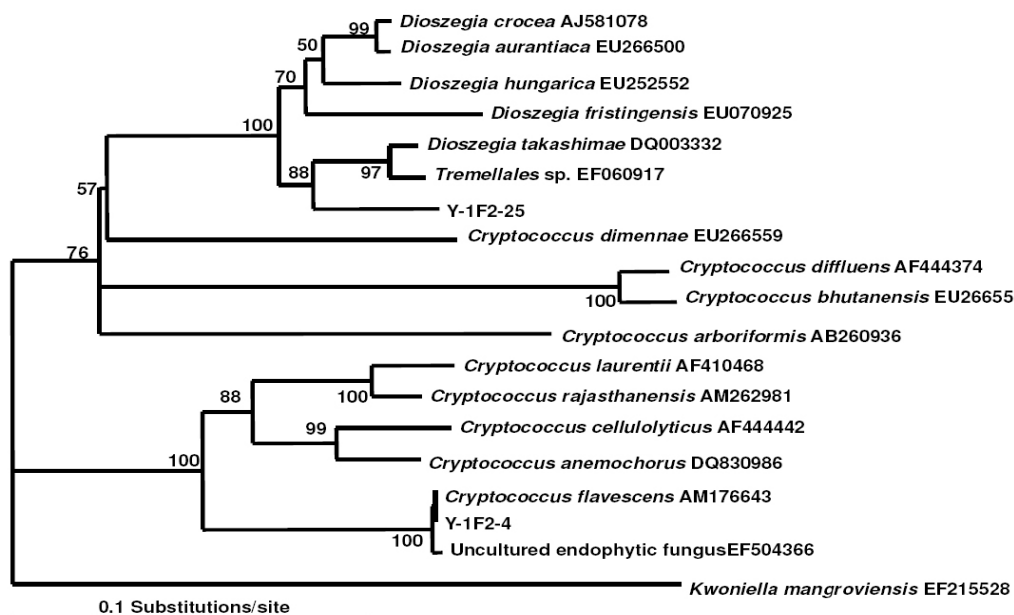 Dioszegia crocea AJ581078
99
Dioszegia aurantiaca EU266500
50
Dioszegia hungarica EU252552
70
Dioszegia fristingensis EU070925
100
Dioszegia takashimae DQ003332
88
97
Tremellales sp. EF060917
57
Y-1F2-25
Cryptococcus dimennae EU266559
76
Cryptococcus diffluens AF444374
100
Cryptococcus bhutanensis EU26655
Cryptococcus arboriformis AB260936
Cryptococcus laurentii AF410468
88
100
Cryptococcus rajasthanensis AM262981
99
Cryptococcus cellulolyticus AF444442
100
Cryptococcus anemochorus DQ830986
Cryptococcus flavescens AM176643
Y-1F2-4
100
Uncultured endophytic fungusEF504366
Kwoniella mangroviensis EF215528
0.1 Substitutions/site